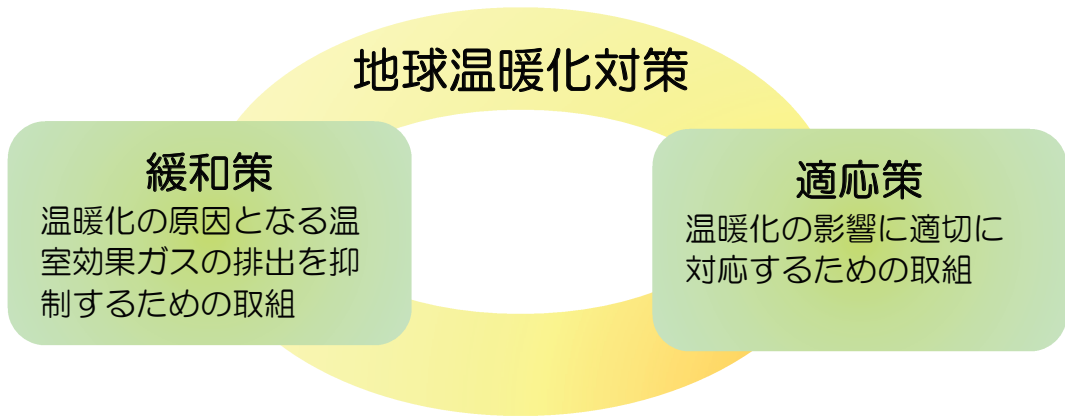 地球温暖化対策
緩和策
温暖化の原因となる温
室効果ガスの排出を抑
制するための取組
適応策
温暖化の影響に適切に
対応するための取組